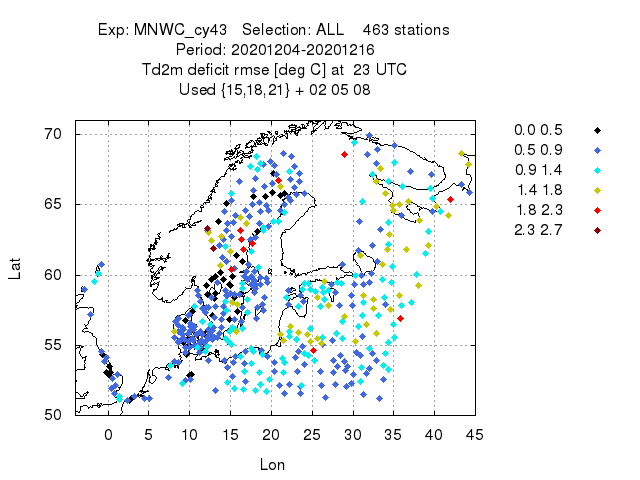 Exp: MNWC_cy43   Selection: ALL    463 stations
Period: 20201204-20201216
Td2m deficit rmse [deg C] at  23 UTC
Used {15,18,21} + 02 05 08
0.0 0.5
0.5 0.9
0.9 1.4
1.4 1.8
1.8 2.3
2.3 2.7
70
65
60
55
50
Lat
0 5 10 15 20 25 30 35 40 45
Lon